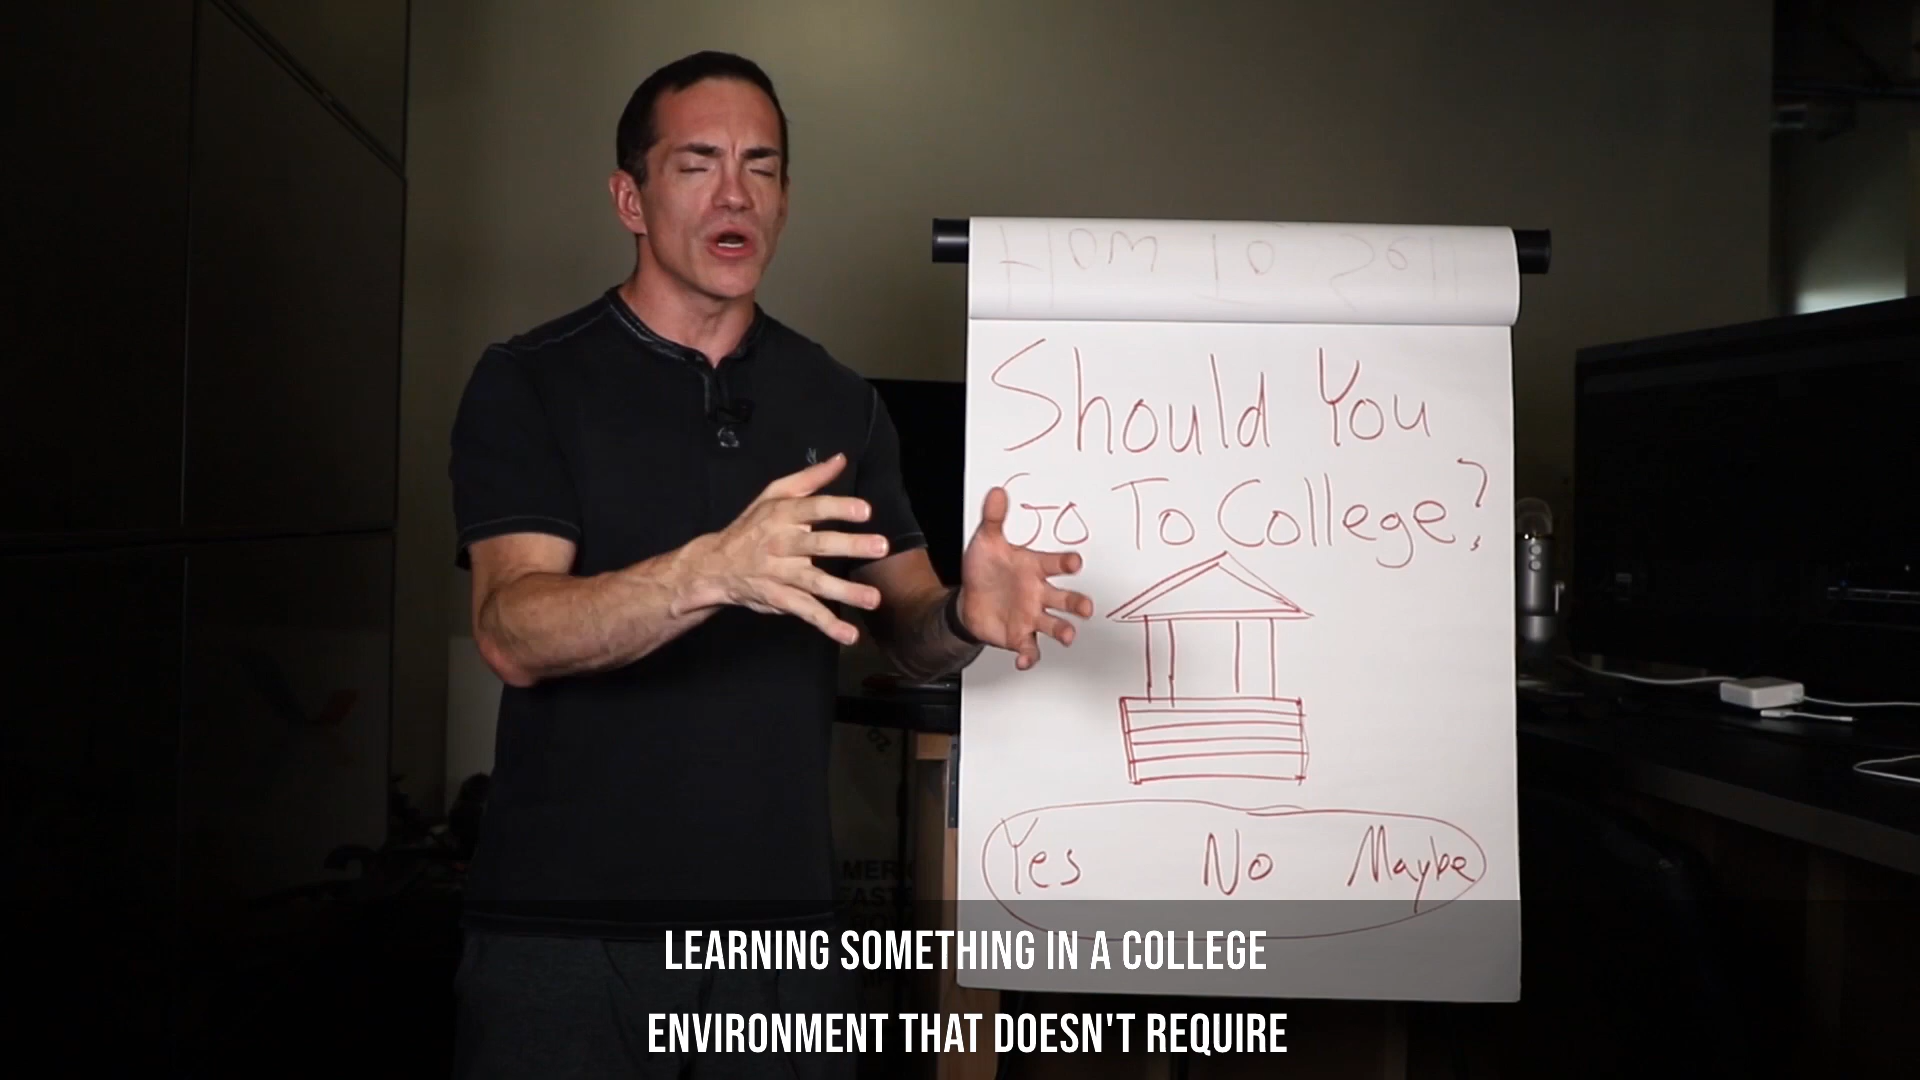 Should You
Go To College?
Yes No Maybe
LEARNING SOMETHING IN A COLLEGE
ENVIRONMENT THAT DOESN'T REQUIRE